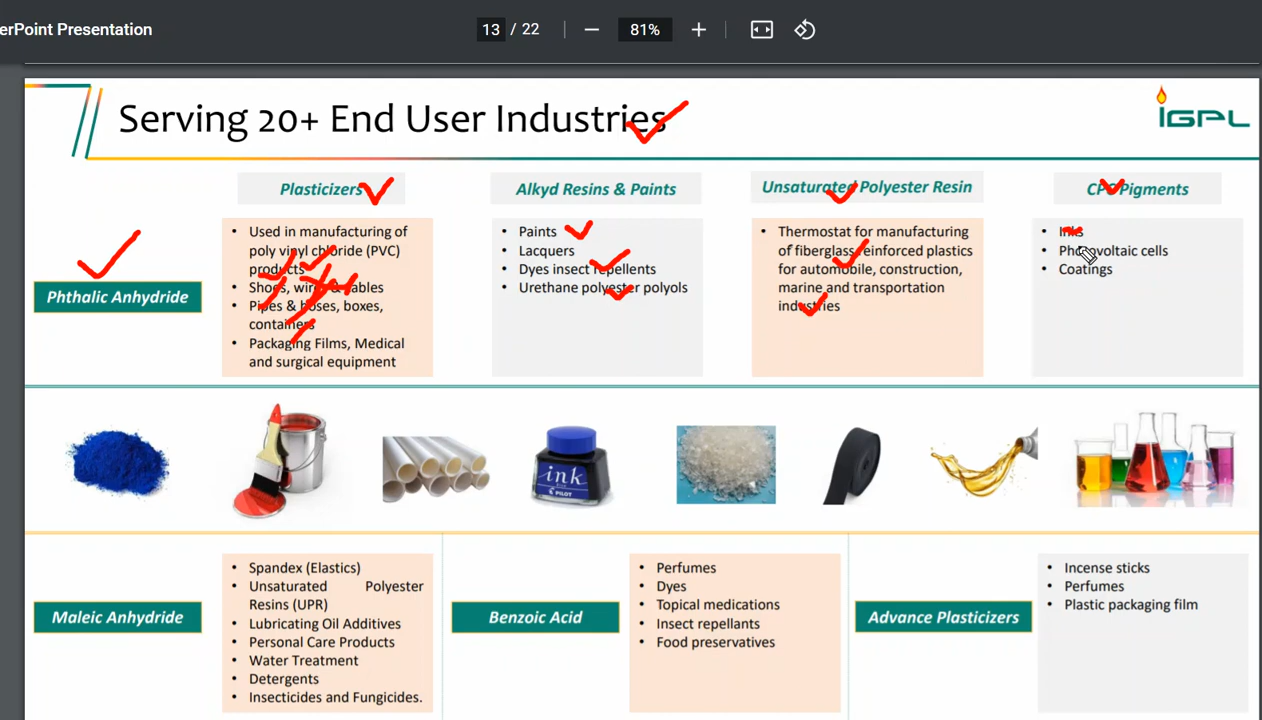 erPoint Presentation
13 / 22
81%
Serving 20+ End User Industries
iGPL
Plasticizers
Alkyd Resins & Paints
Unsaturated Polyester Resin
CPC Pigments
Phthalic Anhydride
• Used in manufacturing of
poly vinyl chloride (PVC)
products
• Shoes, wires & cables
• Pipes & hoses, boxes,
containers
• Packaging Films, Medical
and surgical equipment
• Paints
• Lacquers
• Dyes insect repellents
• Urethane polyester polyols
• Thermostat for manufacturing
of fiberglass reinforced plastics
for automobile, construction,
marine and transportation
industries
• Inks
• Photovoltaic cells
• Coatings
ink
PILOT
Maleic Anhydride
• Spandex (Elastics)
• Unsaturated Polyester
Resins (UPR)
• Lubricating Oil Additives
• Personal Care Products
• Water Treatment
• Detergents
• Insecticides and Fungicides.
Benzoic Acid
• Perfumes
• Dyes
• Topical medications
• Insect repellants
• Food preservatives
Advance Plasticizers
• Incense sticks
• Perfumes
• Plastic packaging film